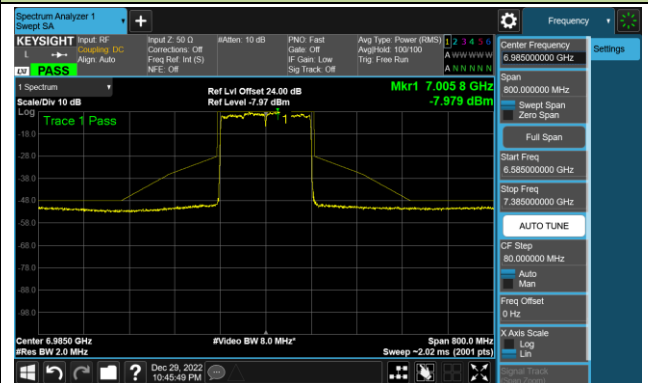 Spectrum Analyzer 1
Swept SA
Frequency
KEYSIGHT
Input: RF
Coupling: DC
Align: Auto
Input Z: 50 Ω
Corrections: Off
Freq Ref: Int (S)
NFE: Off
#Atten: 10 dB
PNO: Fast
Gate: Off
IF Gain: Low
Sig Track: Off
Avg Type: Power (RMS)
Avg|Hold: 100/100
Trig: Free Run
1 2 3 4 5 6
A W W W W W
A N N N N N
L
LXI
PASS
1 Spectrum
Scale/Div 10 dB
Ref Lvl Offset 24.00 dB
Ref Level -7.97 dBm
Mkr1 7.005 8 GHz
-7.979 dBm
Log
Trace 1 Pass
1
-18.0
-28.0
-38.0
-48.0
-58.0
-68.0
-78.0
-88.0
-98.0
Center 6.9850 GHz
#Res BW 2.0 MHz
#Video BW 8.0 MHz*
Span 800.0 MHz
Sweep ~2.02 ms (2001 pts)
Dec 29, 2022
10:45:49 PM
Center Frequency
6.985000000 GHz
Settings
Span
800.000000 MHz
Swept Span
Zero Span
Full Span
Start Freq
6.585000000 GHz
Stop Freq
7.385000000 GHz
AUTO TUNE
CF Step
80.000000 MHz
Auto
Man
Freq Offset
0 Hz
X Axis Scale
Log
Lin
Signal Track
(Span Zoom)